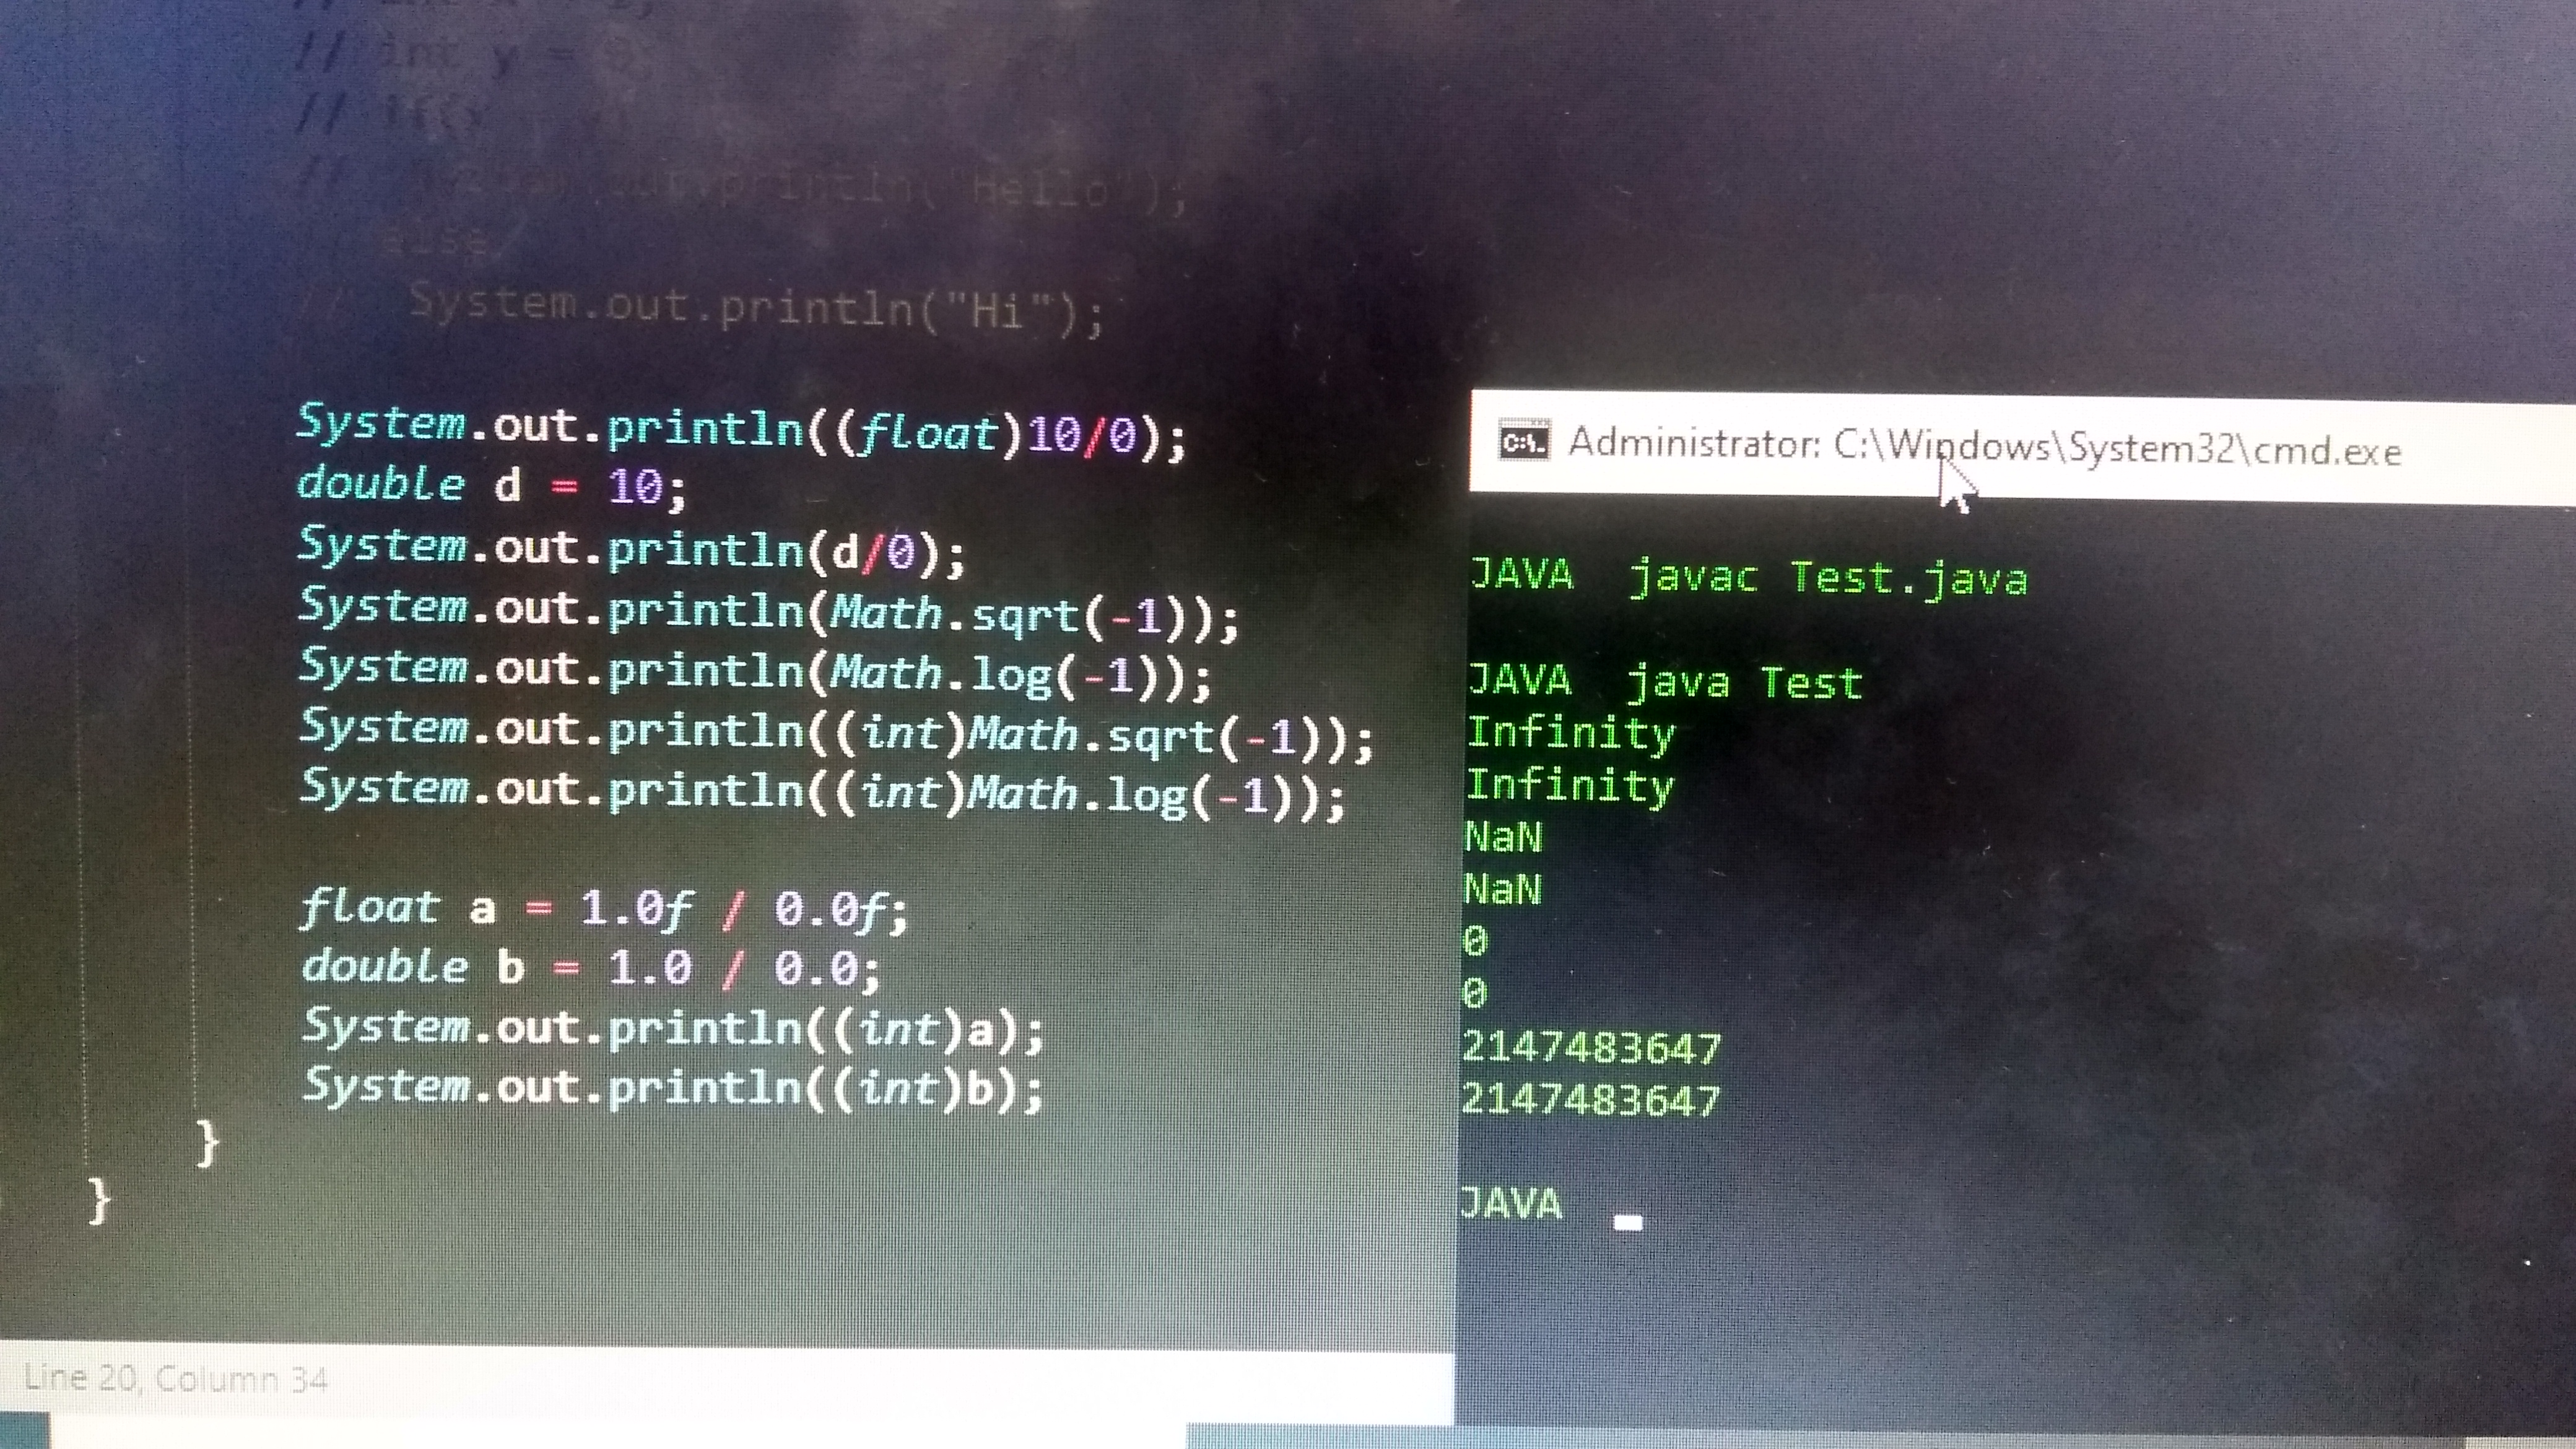 // int y =
// if(x
// println("Hello");
else
// System.out.println("Hi");
System.out.println((float)10/0);
double d = 10;
System.out.println(d/0);
System.out.println(Math.sqrt(-1));
System.out.println(Math.log(-1));
System.out.println((int)Math.sqrt(-1));
System.out.println((int)Math.log(-1));
float a = 1.0f / 0.0f;
double b = 1.0 / 0.0;
System.out.println((int)a);
System.out.println((int)b);
}
}
Line 20, Column 34
Administrator: C:\Windows\System32\cmd.exe
JAVA javac Test.java
JAVA java Test
Infinity
Infinity
NaN
NaN
0
0
2147483647
2147483647
JAVA